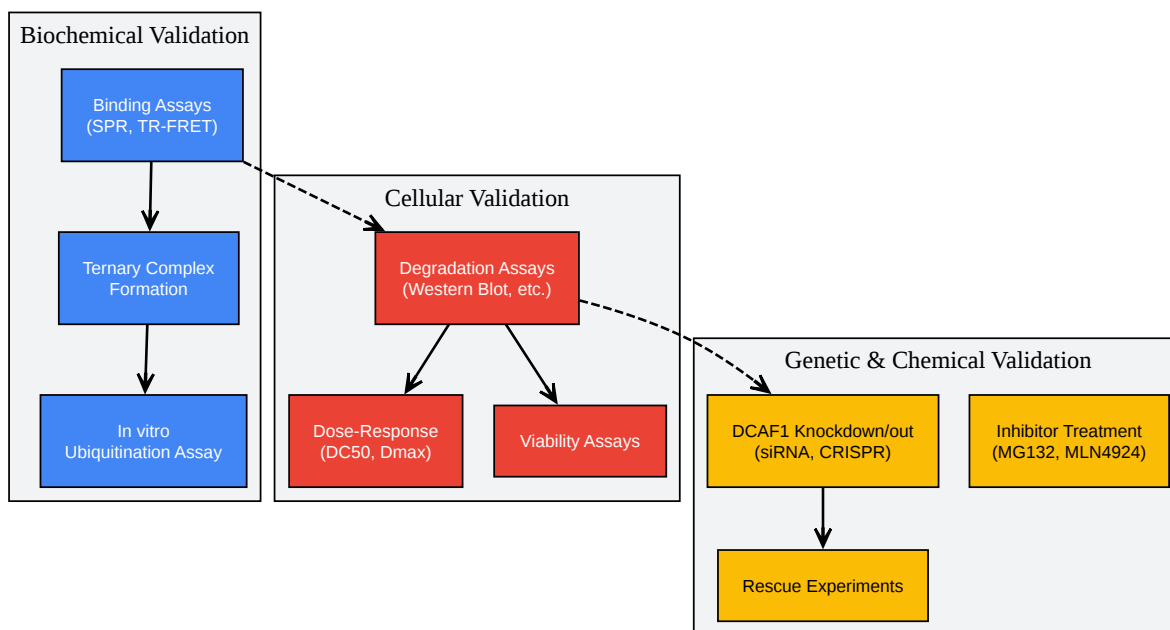 Biochemical Validation
Binding Assays
(SPR, TR-FRET)
Ternary Complex
Formation
In vitro
Ubiquitination Assay
Cellular Validation
Degradation Assays
(Western Blot, etc.)
Dose-Response
(DC50, Dmax)
Viability Assays
Genetic & Chemical Validation
DCAF1 Knockdown/out
(siRNA, CRISPR)
Inhibitor Treatment
(MG132, MLN4924)
Rescue Experiments